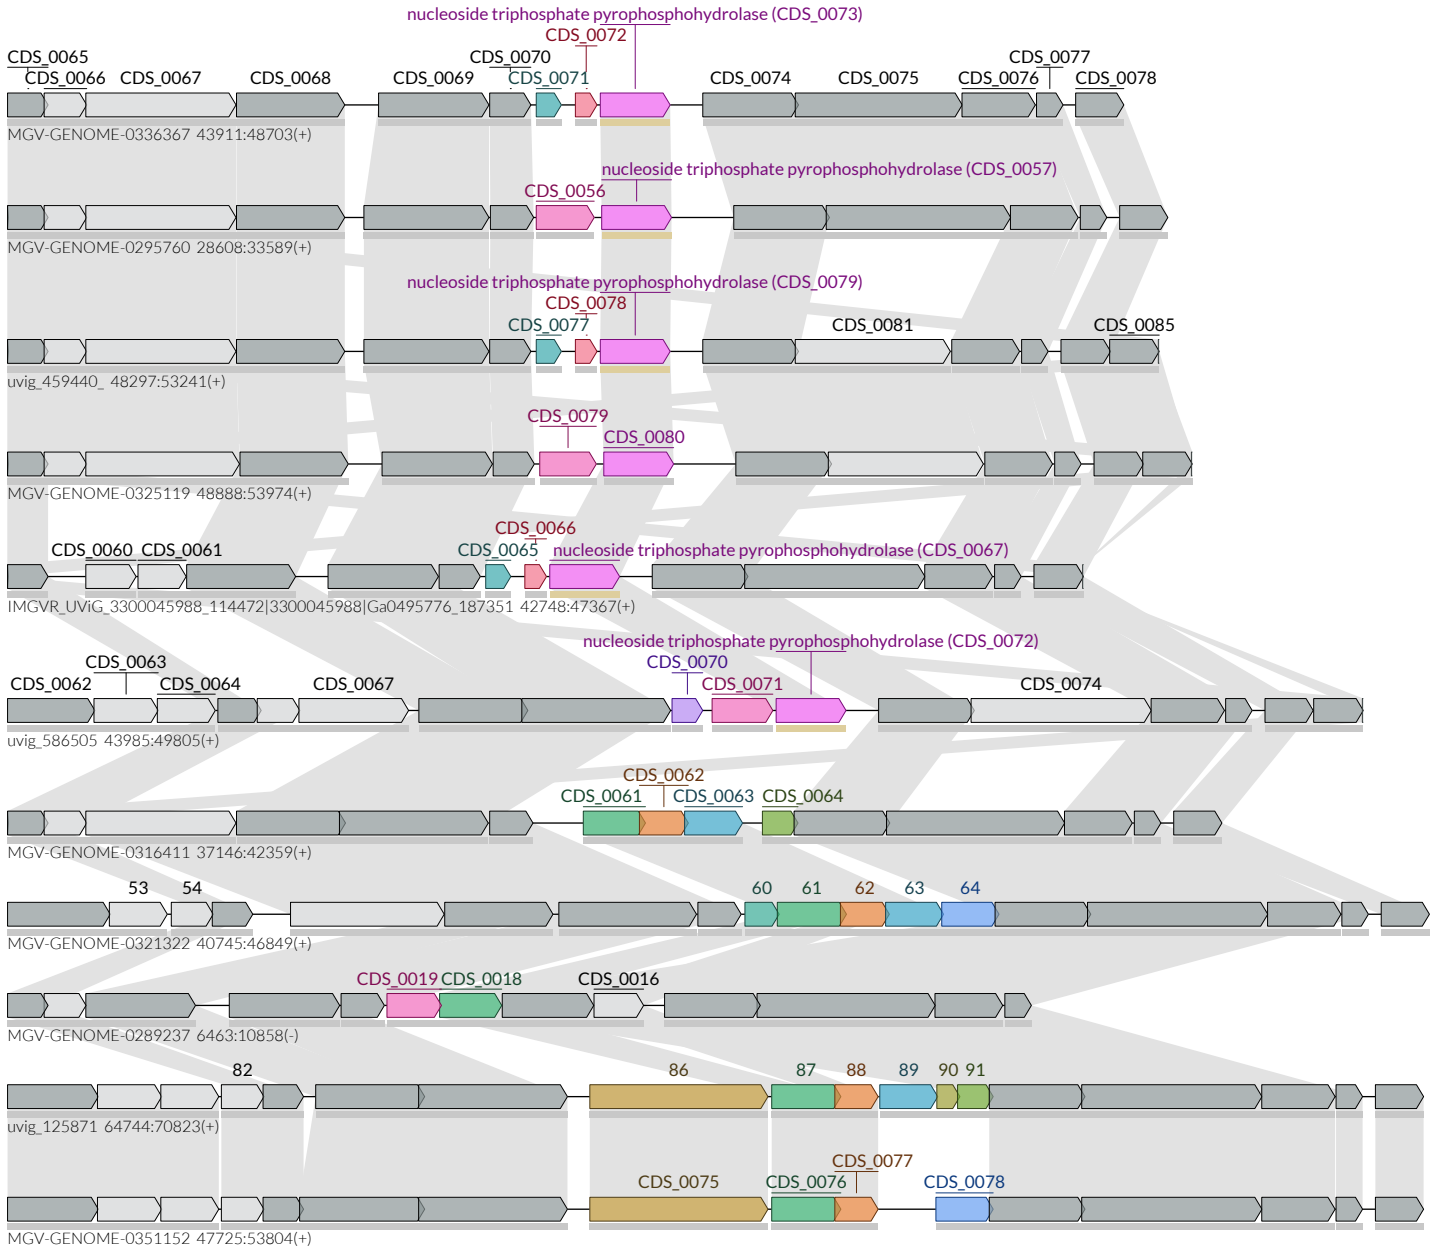 nucleoside triphosphate pyrophosphohydrolase (CDS_0073)
CDS_0072
CDS_0065 CDS_0070 CDS_0077
CDS_0066 CDS_0067 CDS_0068 CDS_0069 CDS_0071 CDS_0074 CDS_0075 CDS_0076 CDS_0078
MGV-GENOME-0336367 43911:48703(+)
nucleoside triphosphate pyrophosphohydrolase (CDS_0057)
CDS_0056
MGV-GENOME-0295760 28608:33589(+)
nucleoside triphosphate pyrophosphohydrolase (CDS_0079)
CDS_0078
CDS_0077 CDS_0081 CDS_0085
uvig_459440_ 48297:53241(+)
CDS_0079
CDS_0080
MGV-GENOME-0325119 48888:53974(+)
CDS_0066
CDS_0060 CDS_0061 CDS_0065 nucleoside triphosphate pyrophosphohydrolase (CDS_0067)
IMGVR_UViG_3300045988_114472|3300045988|Ga0495776_187351 42748:47367(+)
nucleoside triphosphate pyrophosphohydrolase (CDS_0072)
CDS_0063 CDS_0070
CDS_0062 CDS_0064 CDS_0067 CDS_0071 CDS_0074
uvig_586505 43985:49805(+)
CDS_0062
CDS_0061 CDS_0063 CDS_0064
MGV-GENOME-0316411 37146:42359(+)
53 54 60 61 62 63 64
MGV-GENOME-0321322 40745:46849(+)
CDS_0019 CDS_0018 CDS_0016
MGV-GENOME-0289237 6463:10858(-)
82 86 87 88 89 90 91
uvig_125871 64744:70823(+)
CDS_0077
CDS_0075 CDS_0076 CDS_0078
MGV-GENOME-0351152 47725:53804(+)